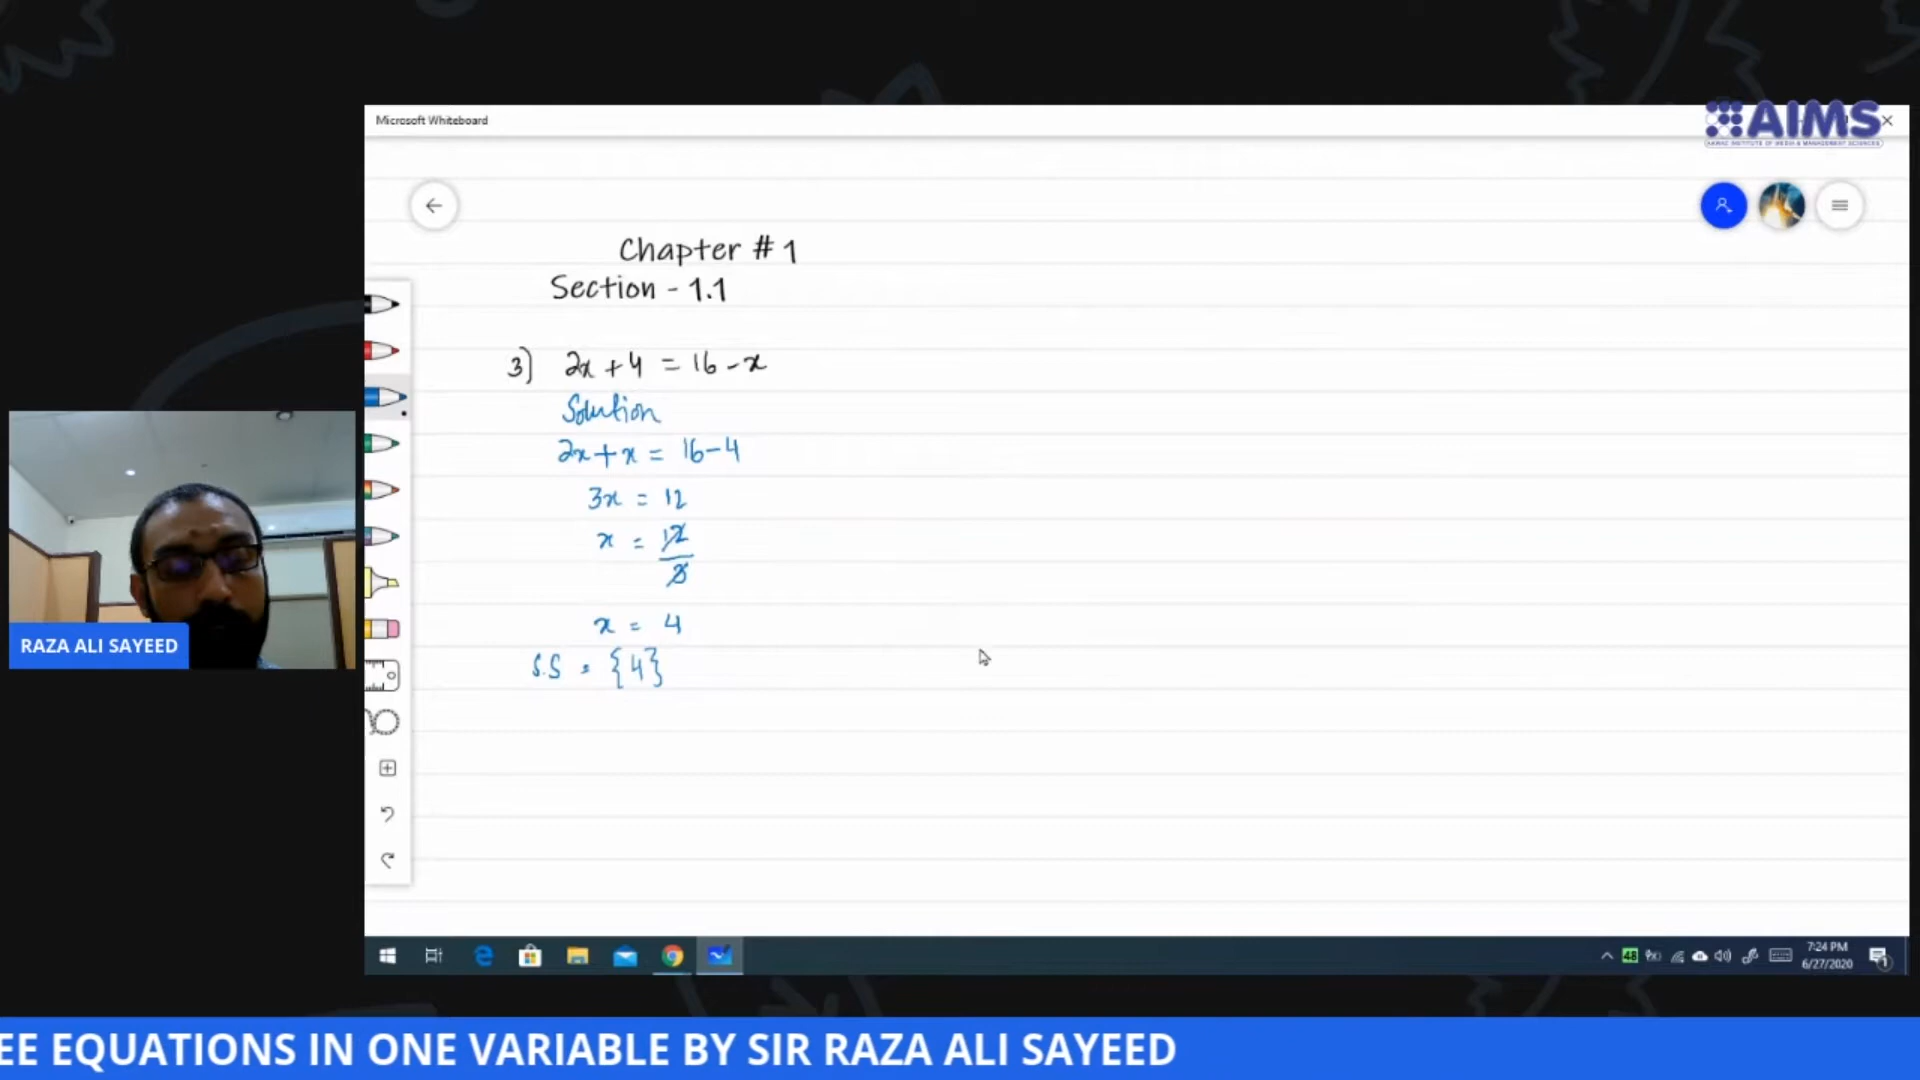 Microsoft Whiteboard
AIMS
Chapter # 1
Section - 1.1
3) 2x + 4 = 16 - x
Solution
2x + x = 16 - 4
3x = 12
x = 12/3
x = 4
S.S = {4}
RAZA ALI SAYEED
48
7:24 PM
6/27/2020
1
EE EQUATIONS IN ONE VARIABLE BY SIR RAZA ALI SAYEED